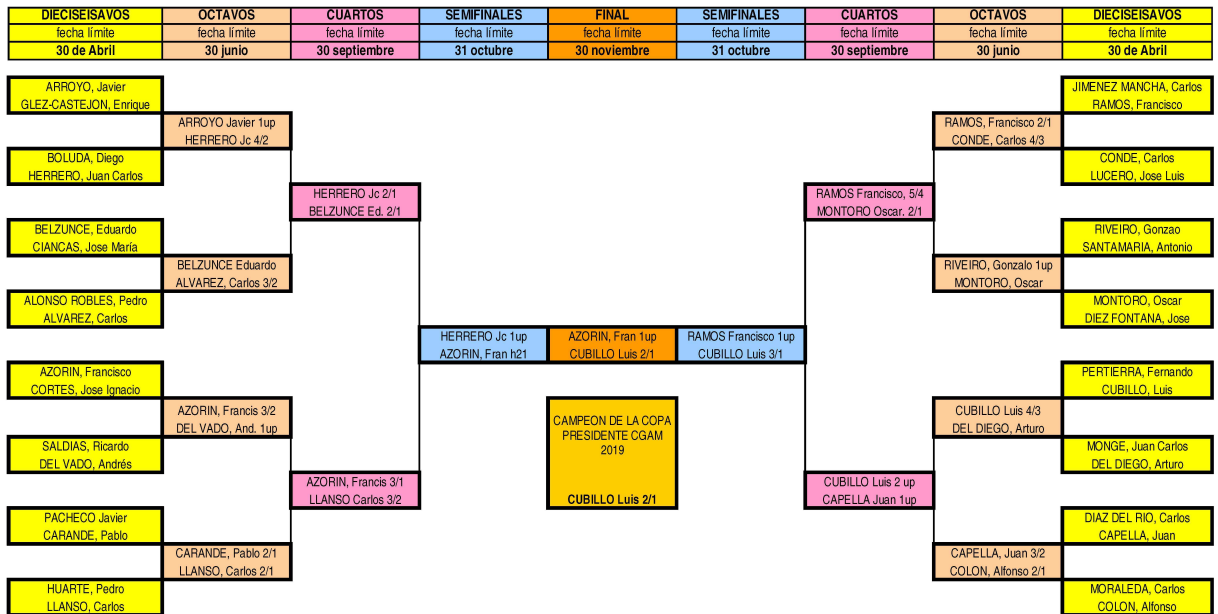 DIECISEISAVOS OCTAVOS CUARTOS SEMIFINALES FINAL SEMIFINALES CUARTOS OCTAVOS DIECISEISAVOS
fecha límite fecha límite fecha límite fecha límite fecha límite fecha límite fecha límite fecha límite fecha límite
30 de Abril 30 junio 30 septiembre 31 octubre 30 noviembre 31 octubre 30 septiembre 30 junio 30 de Abril
ARROYO, Javier
GLEZ-CASTEJON, Enrique
BOLUDA, Diego
HERRERO, Juan Carlos
BELZUNCE, Eduardo
CIANCAS, Jose María
ALONSO ROBLES, Pedro
ALVAREZ, Carlos
AZORIN, Francisco
CORTES, Jose Ignacio
SALDIAS, Ricardo
DEL VADO, Andrés
PACHECO Javier
CARANDE, Pablo
HUARTE, Pedro
LLANSO, Carlos
ARROYO Javier 1up
HERRERO Jc 4/2
BELZUNCE Eduardo
ALVAREZ, Carlos 3/2
AZORIN, Francis 3/2
DEL VADO, And. 1up
CARANDE, Pablo 2/1
LLANSO, Carlos 2/1
HERRERO Jc 2/1
BELZUNCE Ed. 2/1
AZORIN, Francis 3/1
LLANSO Carlos 3/2
HERRERO Jc 1up
AZORIN, Fran h21
AZORIN, Fran 1up
CUBILLO Luis 2/1
CAMPEON DE LA COPA
PRESIDENTE CGAM
2019
CUBILLO Luis 2/1
RAMOS Francisco 1up
CUBILLO Luis 3/1
RAMOS Francisco, 5/4
MONTORO Oscar. 2/1
CUBILLO Luis 2 up
CAPELLA Juan 1up
RAMOS, Francisco 2/1
CONDE, Carlos 4/3
RIVEIRO, Gonzalo 1up
MONTORO, Oscar
CUBILLO Luis 4/3
DEL DIEGO, Arturo
CAPELLA, Juan 3/2
COLON, Alfonso 2/1
JIMENEZ MANCHA, Carlos
RAMOS, Francisco
CONDE, Carlos
LUCERO, Jose Luis
RIVEIRO, Gonzao
SANTAMARIA, Antonio
MONTORO, Oscar
DIEZ FONTANA, Jose
PERTIERRA, Fernando
CUBILLO, Luis
MONGE, Juan Carlos
DEL DIEGO, Arturo
DIAZ DEL RIO, Carlos
CAPELLA, Juan
MORALEDA, Carlos
COLON, Alfonso